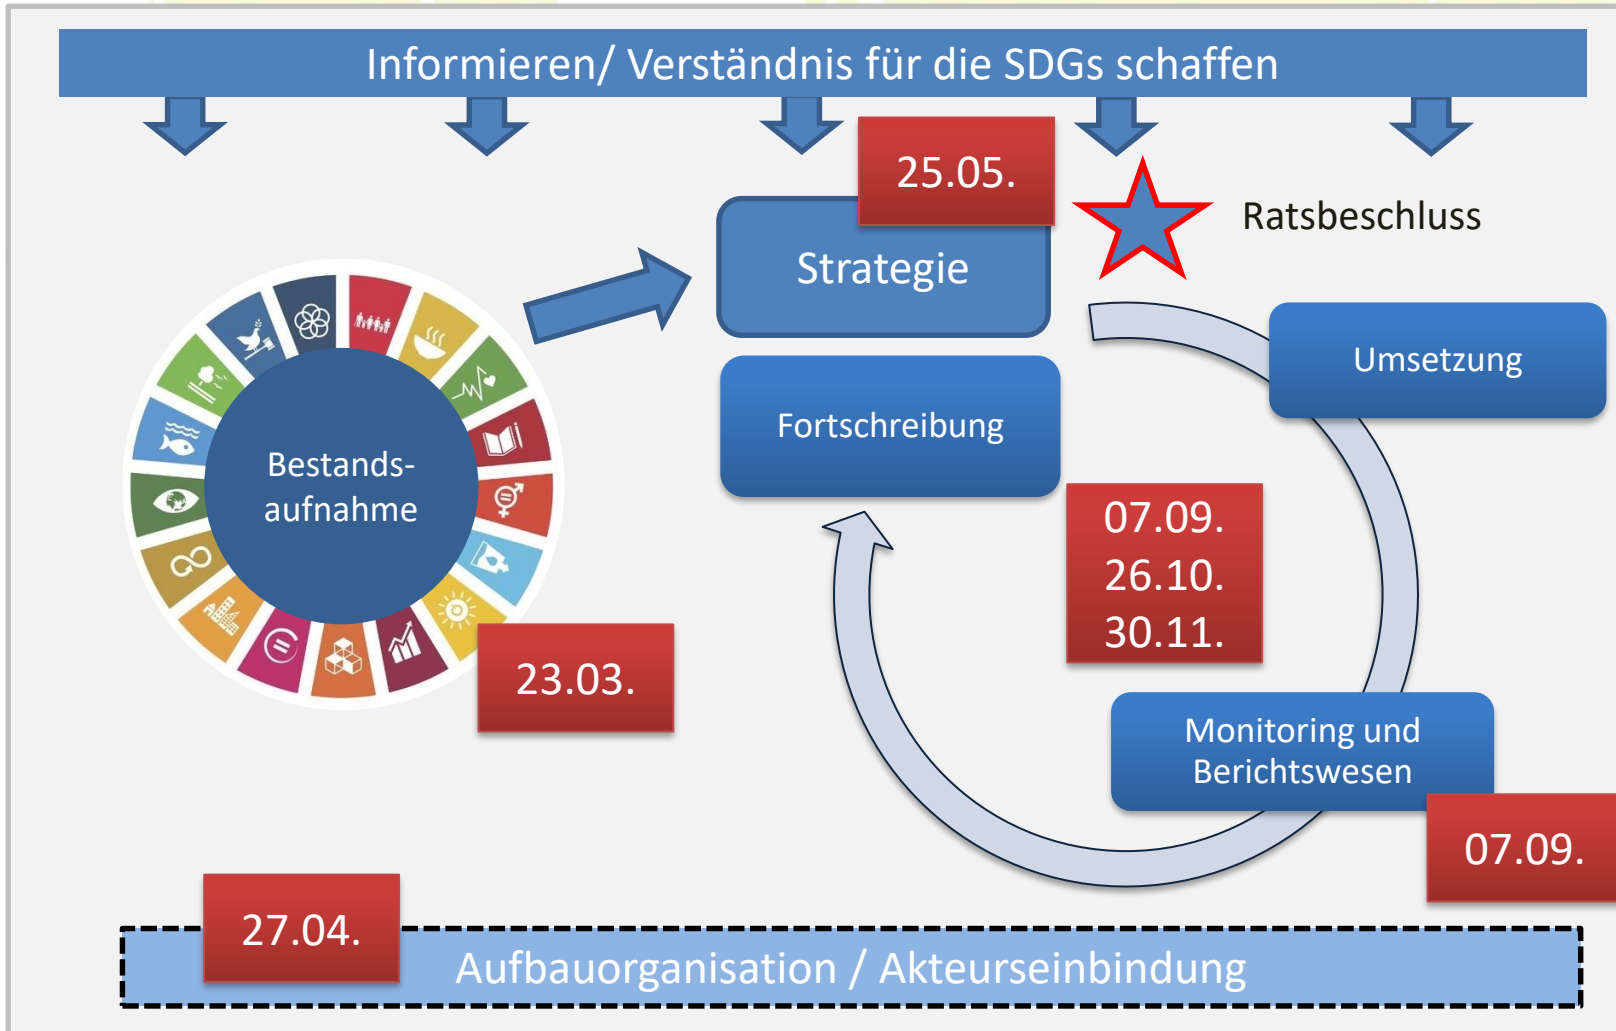 Informieren/ Verständnis für die SDGs schaffen
25.05.
Strategie
Ratsbeschluss
Umsetzung
Fortschreibung
Bestands-
aufnahme
07.09.
26.10.
30.11.
23.03.
Monitoring und
Berichtswesen
07.09.
27.04.
Aufbauorganisation / Akteurseinbindung